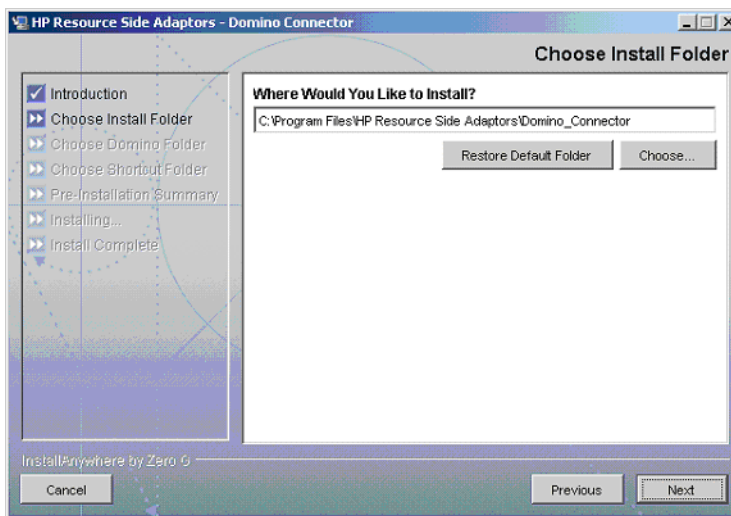 HP Resource Side Adaptors - Domino Connector
Choose Install Folder
Introduction
Choose Install Folder
Choose Domino Folder
Choose Shortcut Folder
Pre-Installation Summary
Installing...
Install Complete
Where Would You Like to Install?
C:\Program Files\HP Resource Side Adaptors\Domino_Connector
Restore Default Folder
Choose...
InstallAnywhere by Zero G
Cancel
Previous
Next